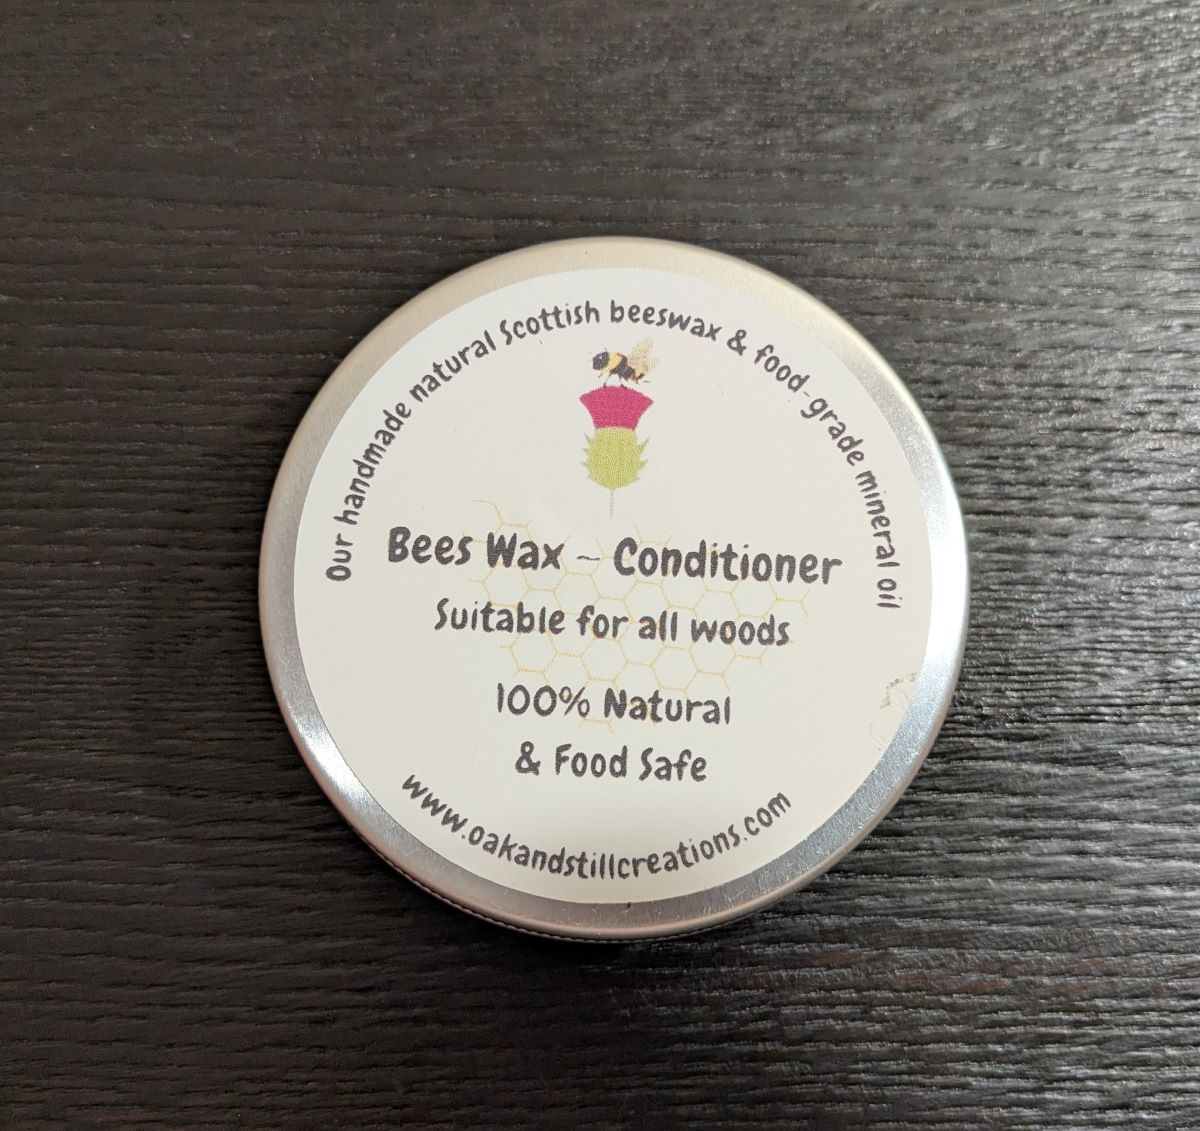 Our handmade natural Scottish beeswax & food-grade mineral oil
Bees Wax – Conditioner
Suitable for all woods
100% Natural
& Food Safe
www.oakandstillcreations.com